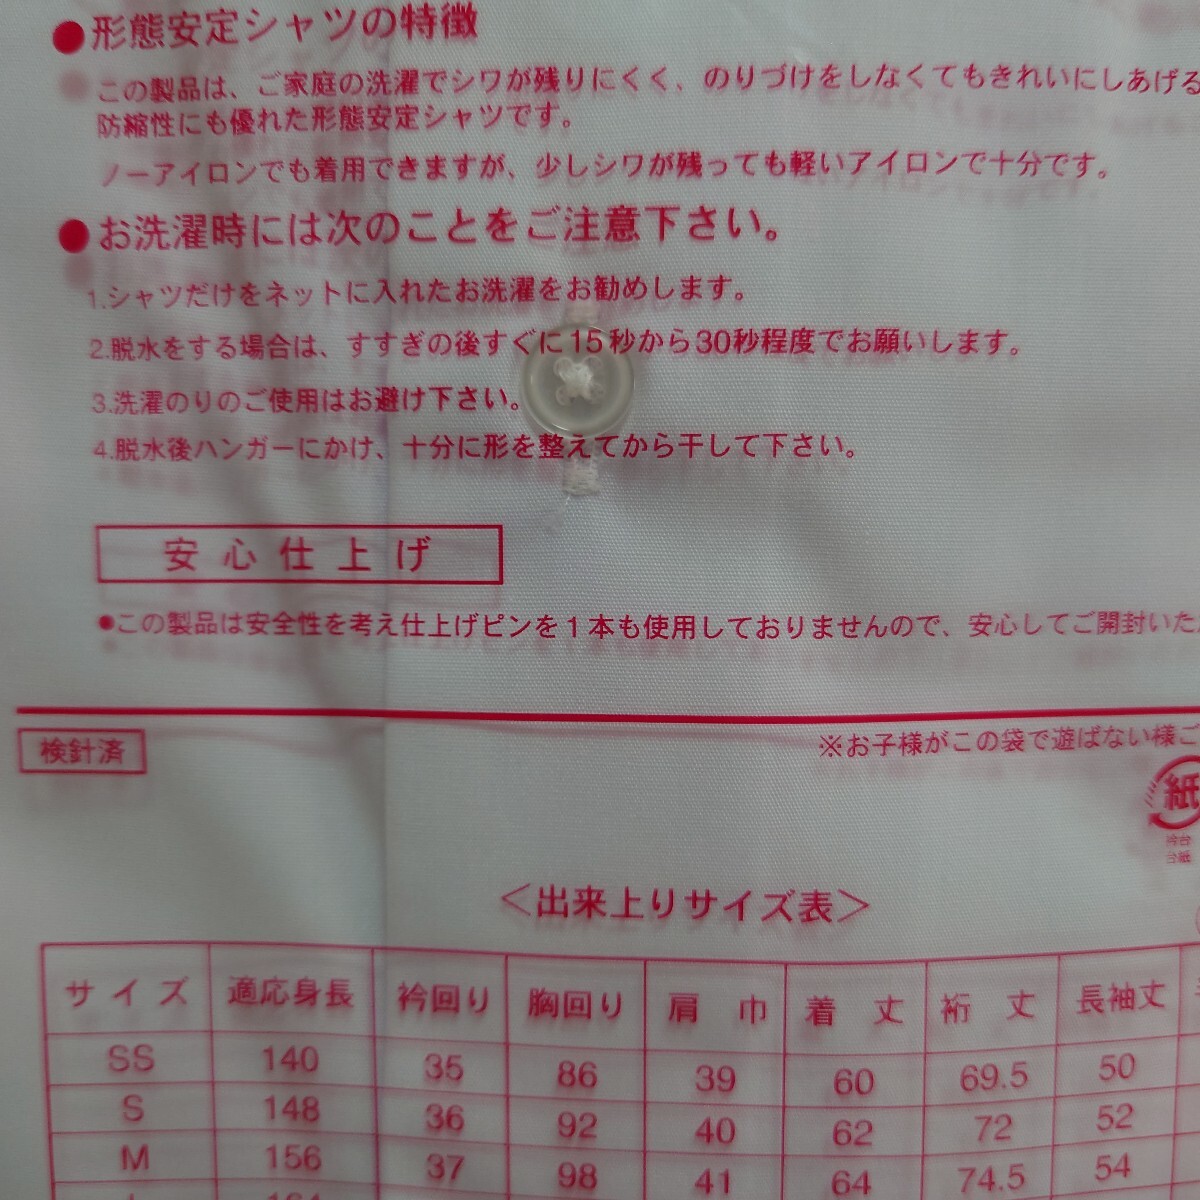 ●形態安定シャツの特徴
この製品は、ご家庭の洗濯でシワが残りにくく、のりづけをしなくてもきれいにしあげる
防縮性にも優れた形態安定シャツです。
ノーアイロンでも着用できますが、少しシワが残っても軽いアイロンで十分です。
●お洗濯時には次のことをご注意下さい。
1.シャツだけをネットに入れたお洗濯をお勧めします。
2.脱水をする場合は、すすぎの後すぐに15秒から30秒程度でお願いします。
3.洗濯のりのご使用はお避け下さい。
4.脱水後ハンガーにかけ、十分に形を整えてから干して下さい。
安心仕上げ
●この製品は安全性を考え仕上げピンを1本も使用しておりませんので、安心してご開封いた
検針済
※お子様がこの袋で遊ばない様ご
紙
台紙
＜出来上りサイズ表＞
サイズ 適応身長 衿回り 胸回り 肩巾 着丈 裄丈 長袖丈
SS 140 35 86 39 60 69.5 50
S 148 36 92 40 62 72 52
M 156 37 98 41 64 74.5 54